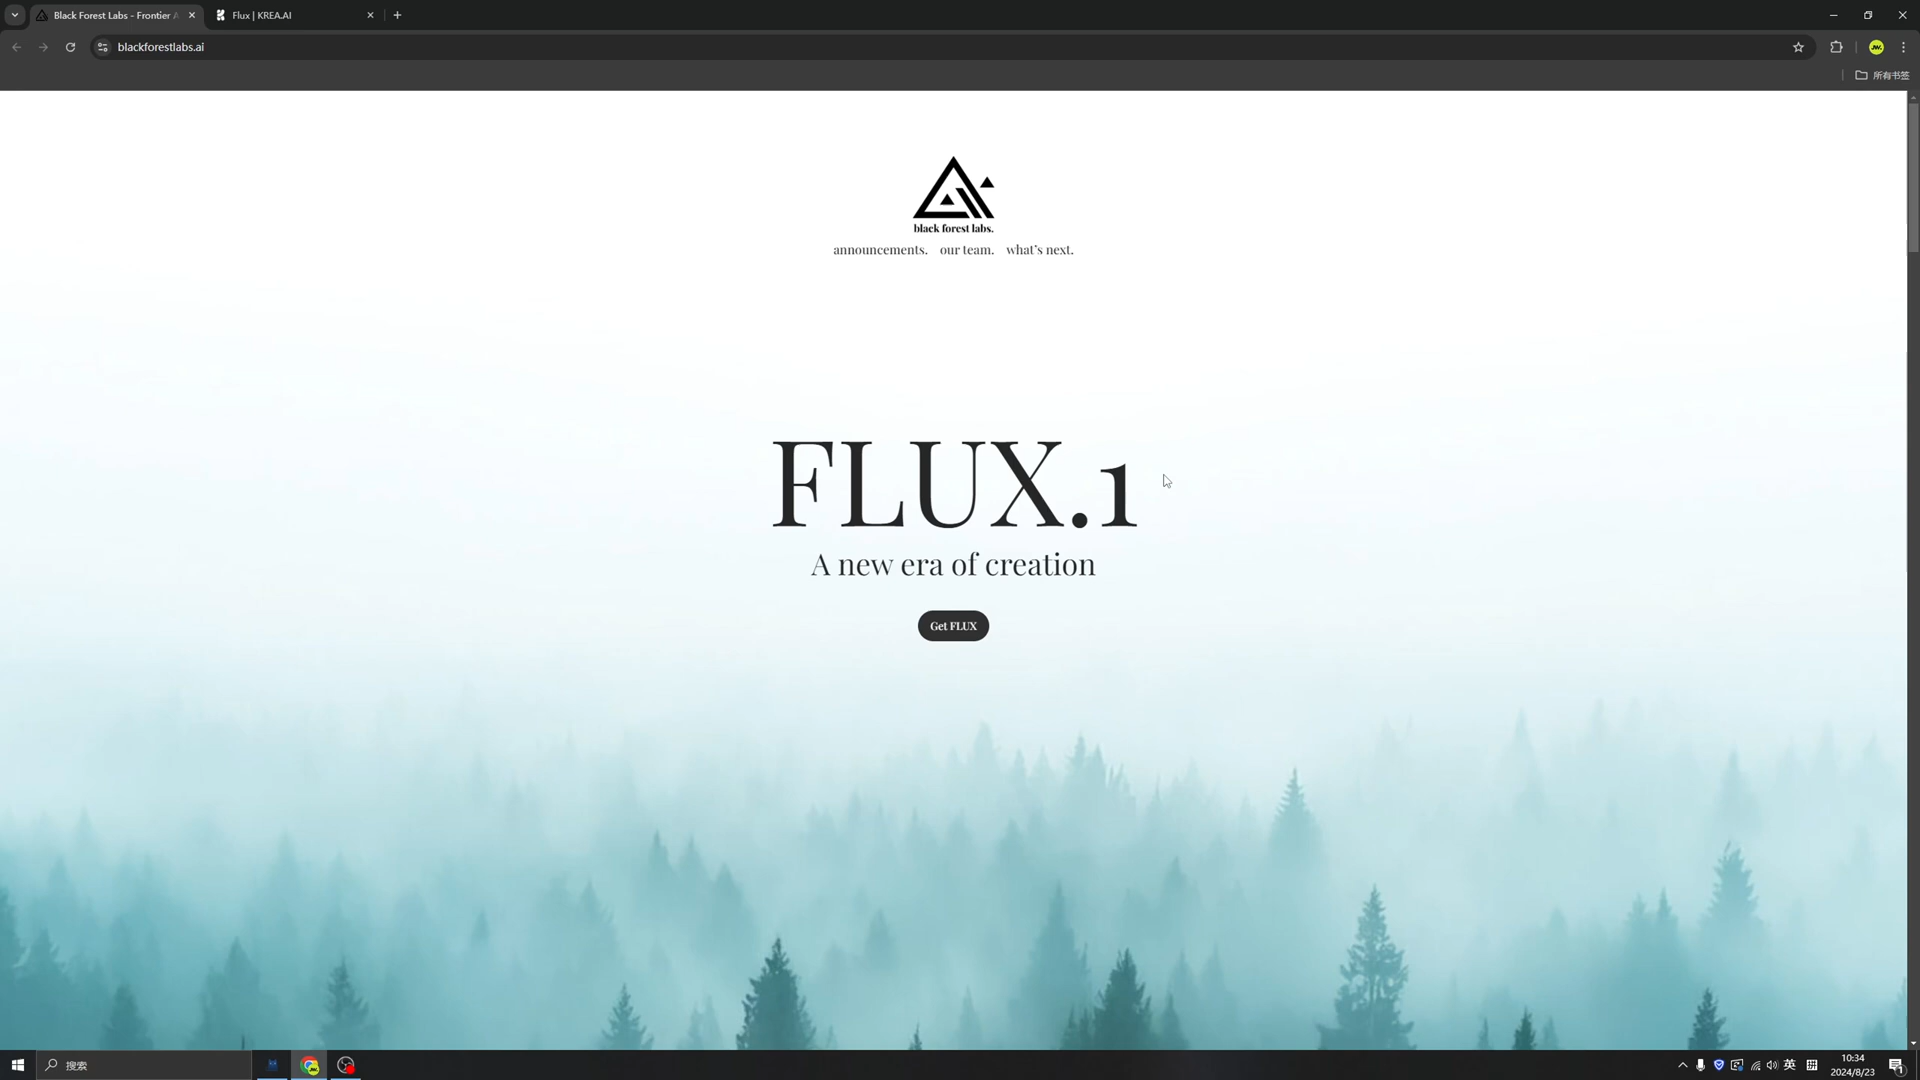 Black Forest Labs - Frontier A
Flux | KREA.AI
blackforestlabs.ai
所有书签
black forest labs.
announcements. our team. what's next.
FLUX.1
A new era of creation
Get FLUX
搜索
英
10:34
2024/8/23